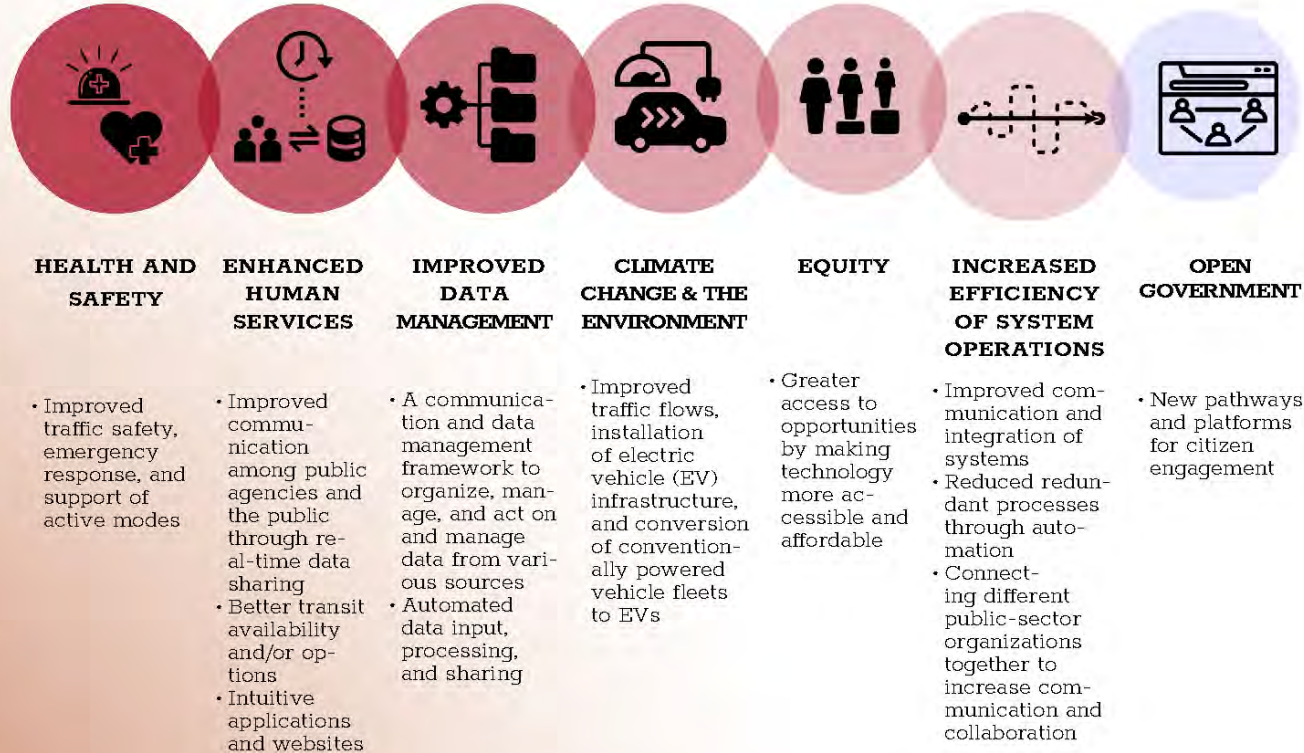 HEALTH AND
SAFETY
• Improved
traffic safety,
emergency
response, and
support of
active modes
ENHANCED
HUMAN
SERVICES
• Improved
commu-
nication
among public
agencies and
the public
through re-
al-time data
sharing
• Better transit
availability
and/or op-
tions
• Intuitive
applications
and websites
IMPROVED
DATA
MANAGEMENT
• A communica-
tion and data
management
framework to
organize, man-
age, and act on
and manage
data from vari-
ous sources
• Automated
data input,
processing,
and sharing
CLIMATE
CHANGE & THE
ENVIRONMENT
• Improved
traffic flows,
installation
of electric
vehicle (EV)
infrastructure,
and conversion
of convention-
ally powered
vehicle fleets
to EVs
EQUITY
• Greater
access to
opportunities
by making
technology
more ac-
cessible and
affordable
INCREASED
EFFICIENCY
OF SYSTEM
OPERATIONS
• Improved com-
munication and
integration of
systems
• Reduced redun-
dant processes
through auto-
mation
• Connect-
ing different
public-sector
organizations
together to
increase com-
munication and
collaboration
OPEN
GOVERNMENT
• New pathways
and platforms
for citizen
engagement